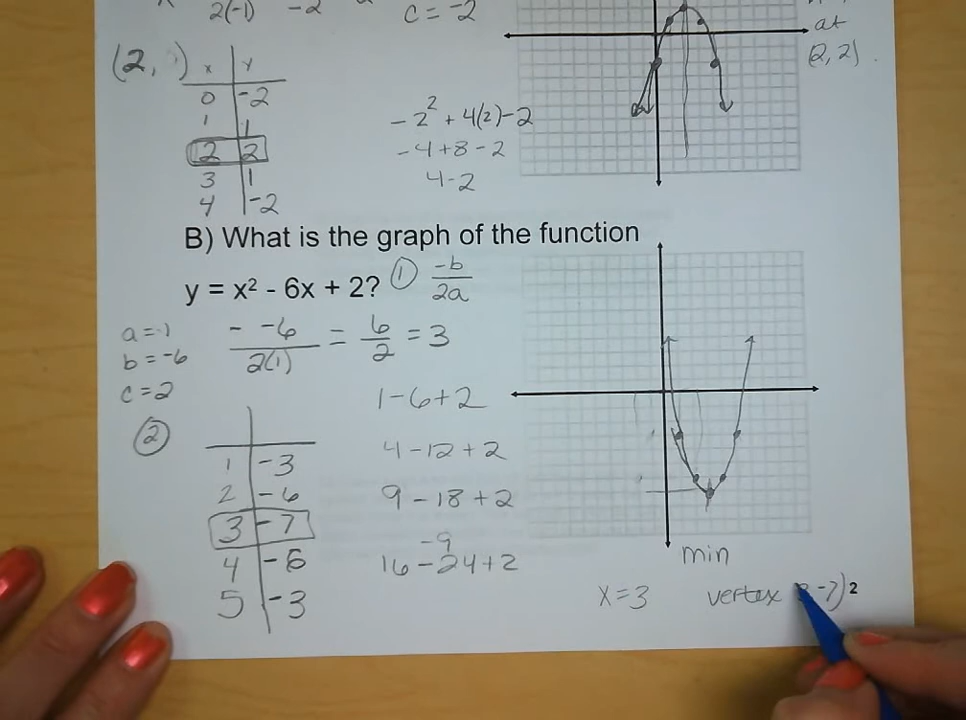 2(-1) -2
c = -2
at
(2, 2)
(2, )
x y
0 -2
1 1
2 2
3 1
4 -2
-2² + 4(2) - 2
-4 + 8 - 2
4 - 2
B) What is the graph of the function
y = x² - 6x + 2? ① -b/2a
a = 1
b = -6
c = 2
- -6/2(1) = 6/2 = 3
②
1 -3
2 -6
3 -7
4 -6
5 -3
1 - 6 + 2
4 - 12 + 2
9 - 18 + 2
-9
16 - 24 + 2
min
x = 3
vertex -7)
2